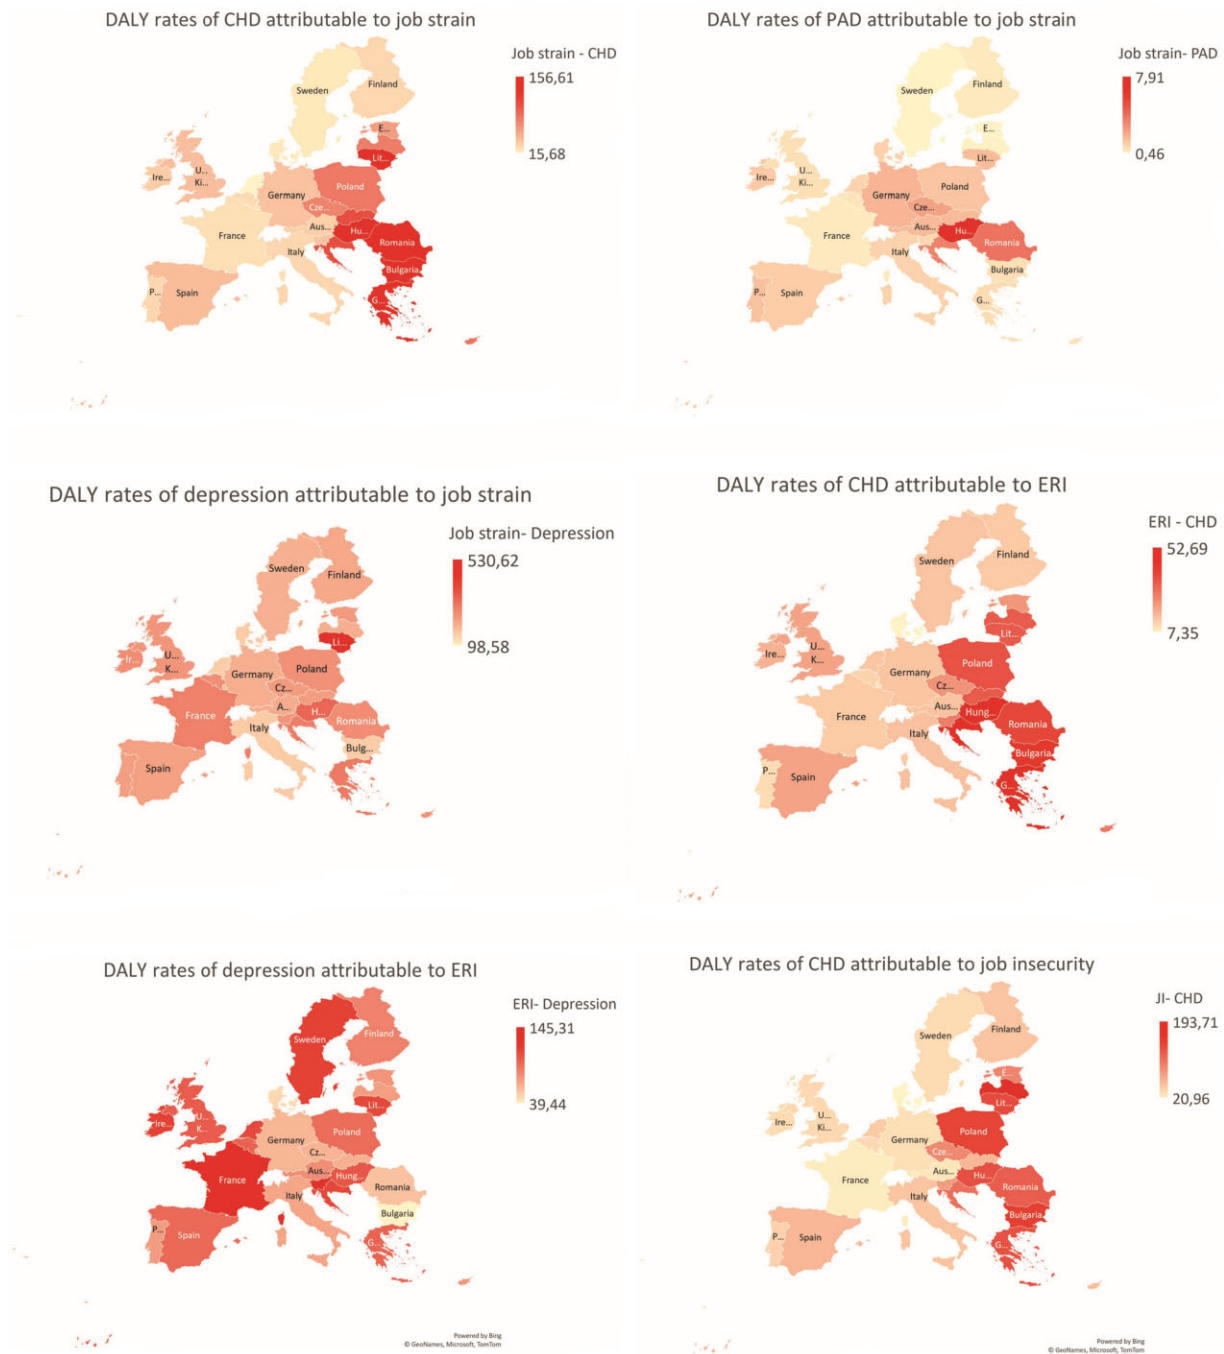 DALY rates of CHD attributable to job strain
Job strain - CHD
156,61
15,68
Sweden
Finland
E...
Lit...
Ire...
U...
Ki...
Germany
Poland
Cze...
Aus...
Hu...
France
Romania
Italy
Bulgaria
P...
Spain
G...
DALY rates of PAD attributable to job strain
Job strain- PAD
7,91
0,46
Sweden
Finland
E...
Lit...
Ire...
U...
Ki...
Germany
Poland
Cze...
Aus...
Hu...
France
Romania
Italy
Bulgaria
P...
Spain
G...
DALY rates of depression attributable to job strain
Job strain- Depression
530,62
98,58
Sweden
Finland
Li...
Ir...
U...
K...
Germany
Poland
Cz...
A...
H...
France
Romania
Italy
Bulg...
Spain
DALY rates of CHD attributable to ERI
ERI - CHD
52,69
7,35
Sweden
Finland
Lit...
Ire...
U...
K...
Germany
Poland
Cz...
Aus...
Hung...
France
Romania
Italy
Bulgaria
P...
Spain
G...
DALY rates of depression attributable to ERI
ERI- Depression
145,31
39,44
Sweden
Finland
Lit...
Ire...
U...
K...
Germany
Poland
Cz...
Aus...
Hung...
France
Romania
Italy
Bulgaria
P...
Spain
G...
Powered by Bing
© GeoNames, Microsoft, TomTom
DALY rates of CHD attributable to job insecurity
JI- CHD
193,71
20,96
Sweden
Finland
E...
Lit...
Ire...
U...
Ki...
Germany
Poland
Cze...
Aus...
Hu...
France
Romania
Italy
Bulgaria
P...
Spain
G...
Powered by Bing
© GeoNames, Microsoft, TomTom